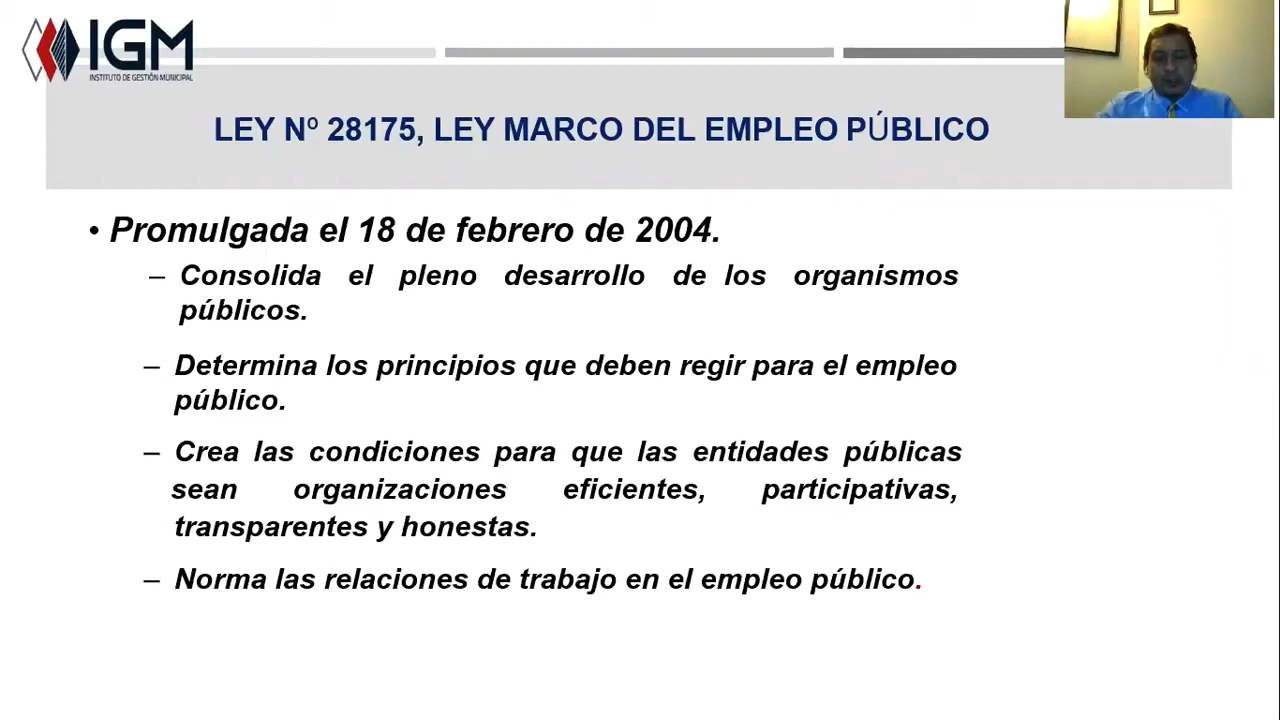 IGM
INSTITUTO DE GESTIÓN MUNICIPAL
LEY Nº 28175, LEY MARCO DEL EMPLEO PÚBLICO
• Promulgada el 18 de febrero de 2004.
– Consolida el pleno desarrollo de los organismos
públicos.
– Determina los principios que deben regir para el empleo
público.
– Crea las condiciones para que las entidades públicas
sean organizaciones eficientes, participativas,
transparentes y honestas.
– Norma las relaciones de trabajo en el empleo público.